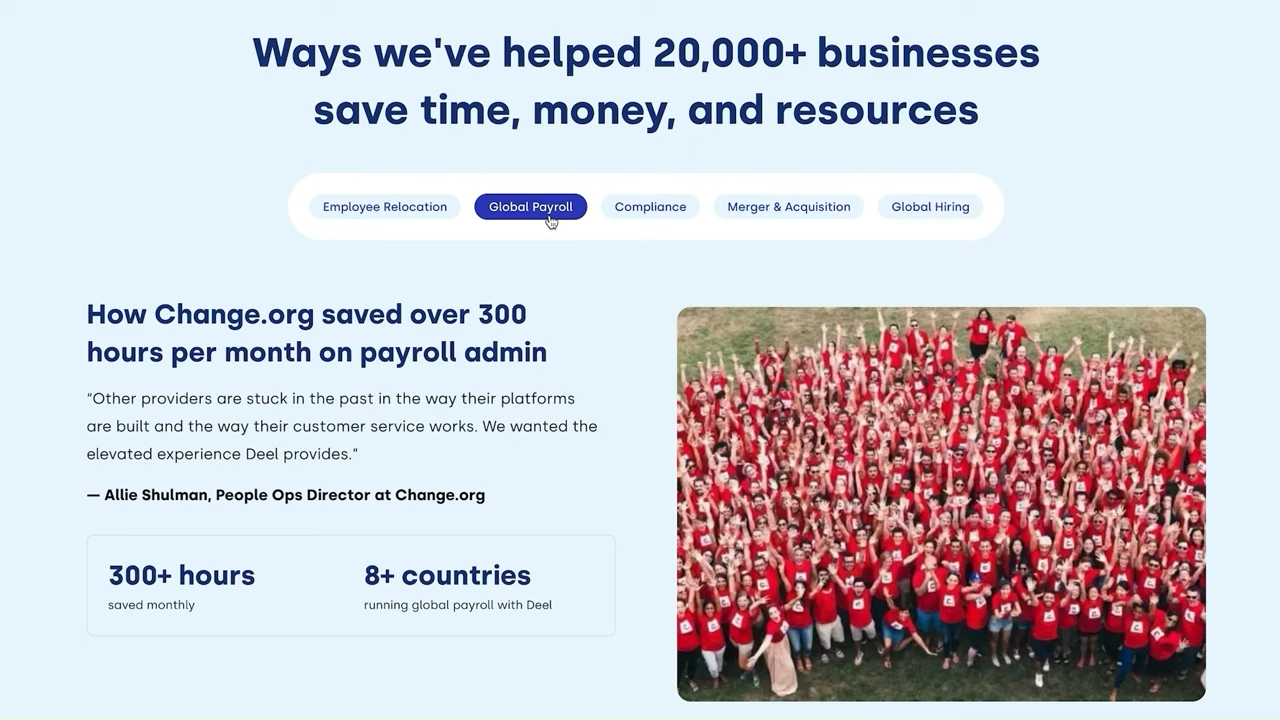 Ways we've helped 20,000+ businesses
save time, money, and resources
Employee Relocation
Global Payroll
Compliance
Merger & Acquisition
Global Hiring
How Change.org saved over 300
hours per month on payroll admin
“Other providers are stuck in the past in the way their platforms
are built and the way their customer service works. We wanted the
elevated experience Deel provides.”
— Allie Shulman, People Ops Director at Change.org
300+ hours
saved monthly
8+ countries
running global payroll with Deel